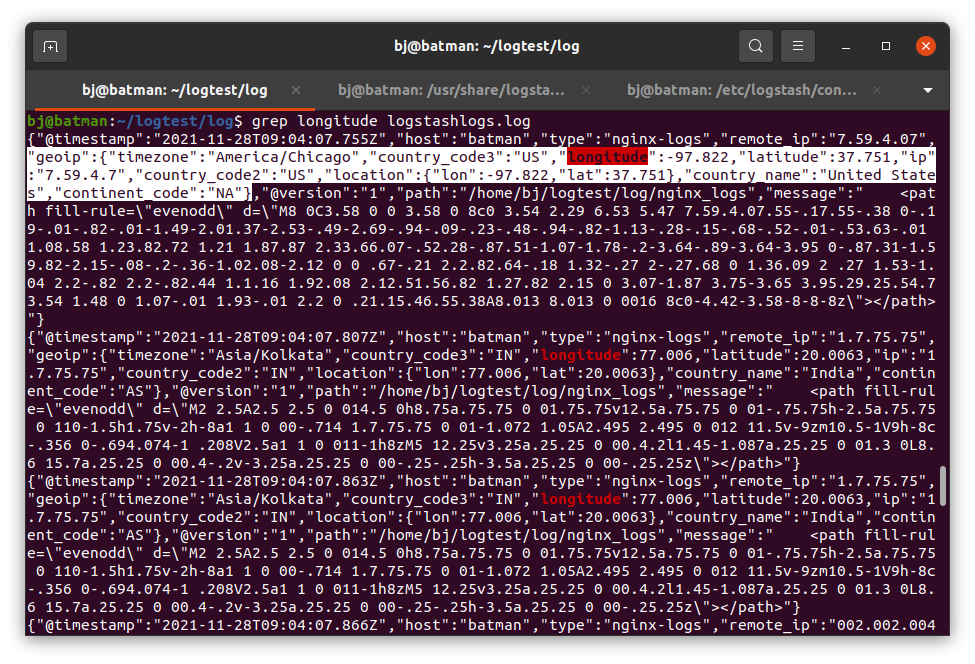 bj@batman: ~/logtest/log
bj@batman: ~/logtest/log
bj@batman: /usr/share/logsta...
bj@batman: /etc/logstash/con...
bj@batman:~/logtest/log$ grep longitude logstashlogs.log
{"@timestamp":"2021-11-28T09:04:07.755Z","host":"batman","type":"nginx-logs","remote_ip":"7.59.4.07",
"geoip":{"timezone":"America/Chicago","country_code3":"US","longitude":-97.822,"latitude":37.751,"ip"
:"7.59.4.7","country_code2":"US","location":{"lon":-97.822,"lat":37.751},"country_name":"United State
s","continent_code":"NA"},"@version":"1","path":"/home/bj/logtest/log/nginx_logs","message":"    <pat
h fill-rule=\"evenodd\" d=\"M8 0C3.58 0 0 3.58 0 8c0 3.54 2.29 6.53 5.47 7.59.4.07.55-.17.55-.38 0-.1
9-.01-.82-.01-1.49-2.01.37-2.53-.49-2.69-.94-.09-.23-.48-.94-.82-1.13-.28-.15-.68-.52-.01-.53.63-.01 
1.08.58 1.23.82.72 1.21 1.87.87 2.33.66.07-.52.28-.87.51-1.07-1.78-.2-3.64-.89-3.64-3.95 0-.87.31-1.5
9.82-2.15-.08-.2-.36-1.02.08-2.12 0 0 .67-.21 2.2.82.64-.18 1.32-.27 2-.27.68 0 1.36.09 2 .27 1.53-1.
04 2.2-.82 2.2-.82.44 1.1.16 1.92.08 2.12.51.56.82 1.27.82 2.15 0 3.07-1.87 3.75-3.65 3.95.29.25.54.7
3.54 1.48 0 1.07-.01 1.93-.01 2.2 0 .21.15.46.55.38A8.013 8.013 0 0016 8c0-4.42-3.58-8-8-8z\"></path>
"}
{"@timestamp":"2021-11-28T09:04:07.807Z","host":"batman","type":"nginx-logs","remote_ip":"1.7.75.75",
"geoip":{"timezone":"Asia/Kolkata","country_code3":"IN","longitude":77.006,"latitude":20.0063,"ip":"1
.7.75.75","country_code2":"IN","location":{"lon":77.006,"lat":20.0063},"country_name":"India","contin
ent_code":"AS"},"@version":"1","path":"/home/bj/logtest/log/nginx_logs","message":"    <path fill-rul
e=\"evenodd\" d=\"M2 2.5A2.5 2.5 0 014.5 0h8.75a.75.75 0 01.75.75v12.5a.75.75 0 01-.75.75h-2.5a.75.75
 0 110-1.5h1.75v-2h-8a1 1 0 00-.714 1.7.75.75 0 01-1.072 1.05A2.495 2.495 0 012 11.5v-9zm10.5-1V9h-8c
-.356 0-.694.074-1 .208V2.5a1 1 0 011-1h8zM5 12.25v3.25a.25.25 0 00.4.2l1.45-1.087a.25.25 0 01.3 0L8.
6 15.7a.25.25 0 00.4-.2v-3.25a.25.25 0 00-.25-.25h-3.5a.25.25 0 00-.25.25z\"></path>"}
{"@timestamp":"2021-11-28T09:04:07.863Z","host":"batman","type":"nginx-logs","remote_ip":"1.7.75.75",
"geoip":{"timezone":"Asia/Kolkata","country_code3":"IN","longitude":77.006,"latitude":20.0063,"ip":"1
.7.75.75","country_code2":"IN","location":{"lon":77.006,"lat":20.0063},"country_name":"India","contin
ent_code":"AS"},"@version":"1","path":"/home/bj/logtest/log/nginx_logs","message":"    <path fill-rul
e=\"evenodd\" d=\"M2 2.5A2.5 2.5 0 014.5 0h8.75a.75.75 0 01.75.75v12.5a.75.75 0 01-.75.75h-2.5a.75.75
 0 110-1.5h1.75v-2h-8a1 1 0 00-.714 1.7.75.75 0 01-1.072 1.05A2.495 2.495 0 012 11.5v-9zm10.5-1V9h-8c
-.356 0-.694.074-1 .208V2.5a1 1 0 011-1h8zM5 12.25v3.25a.25.25 0 00.4.2l1.45-1.087a.25.25 0 01.3 0L8.
6 15.7a.25.25 0 00.4-.2v-3.25a.25.25 0 00-.25-.25h-3.5a.25.25 0 00-.25.25z\"></path>"}
{"@timestamp":"2021-11-28T09:04:07.866Z","host":"batman","type":"nginx-logs","remote_ip":"002.002.004